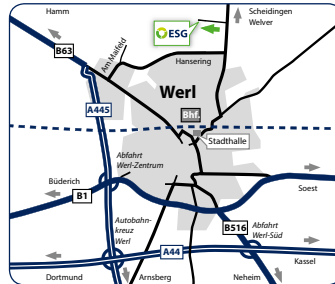 Hamm
Scheidingen
Welver
ESG
B63
Am Maifeld
Hansering
Werl
A445
Bhf.
Stadthalle
Abfahrt
Werl-Zentrum
Büderich
Soest
B1
Autobahn-
kreuz
Werl
B516
Abfahrt
Werl-Süd
A44
Kassel
Dortmund
Arnsberg
Neheim